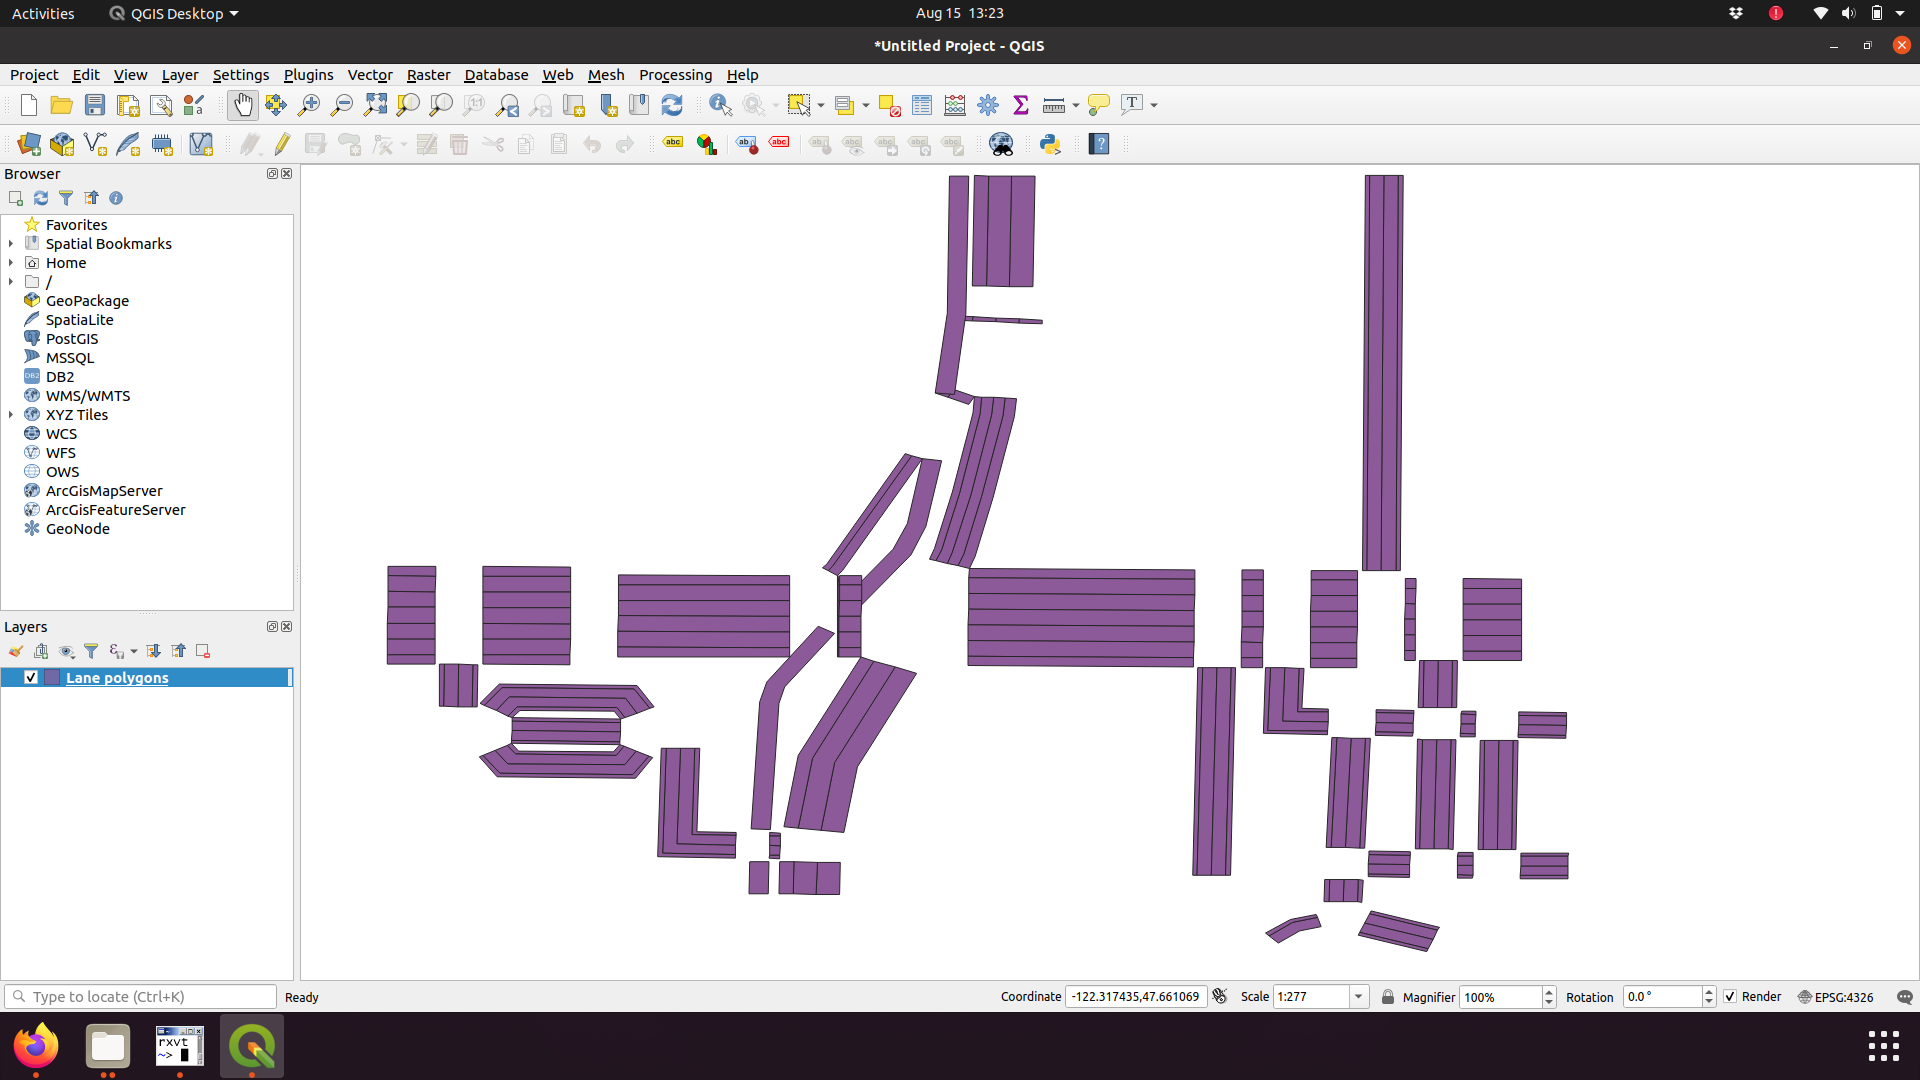 Activities QGIS Desktop Aug 15 13:23
*Untitled Project - QGIS
Project Edit View Layer Settings Plugins Vector Raster Database Web Mesh Processing Help
Browser
Favorites
Spatial Bookmarks
Home
/
GeoPackage
SpatiaLite
PostGIS
MSSQL
DB2
WMS/WMTS
XYZ Tiles
WCS
WFS
OWS
ArcGisMapServer
ArcGisFeatureServer
GeoNode
Layers
Lane polygons
Type to locate (Ctrl+K) Ready Coordinate -122.317435,47.661069 Scale 1:277 Magnifier 100% Rotation 0.0 ° Render EPSG:4326
rxvt
~>